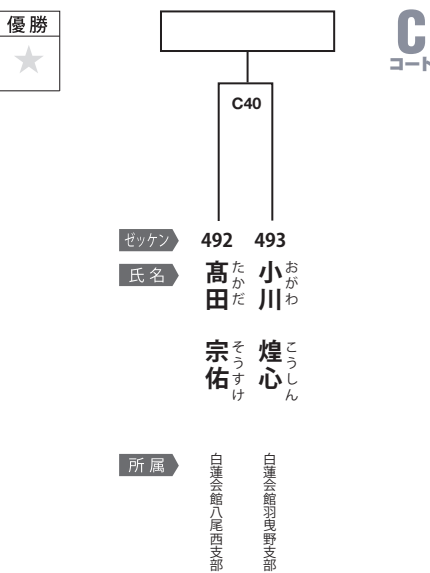 優勝
★
C
コート
C40
ゼッケン 492 493
氏名
髙田 宗佑
たかだ そうすけ
小川 煌心
おがわ こうしん
所属
白蓮会館八尾西支部
白蓮会館羽曳野支部